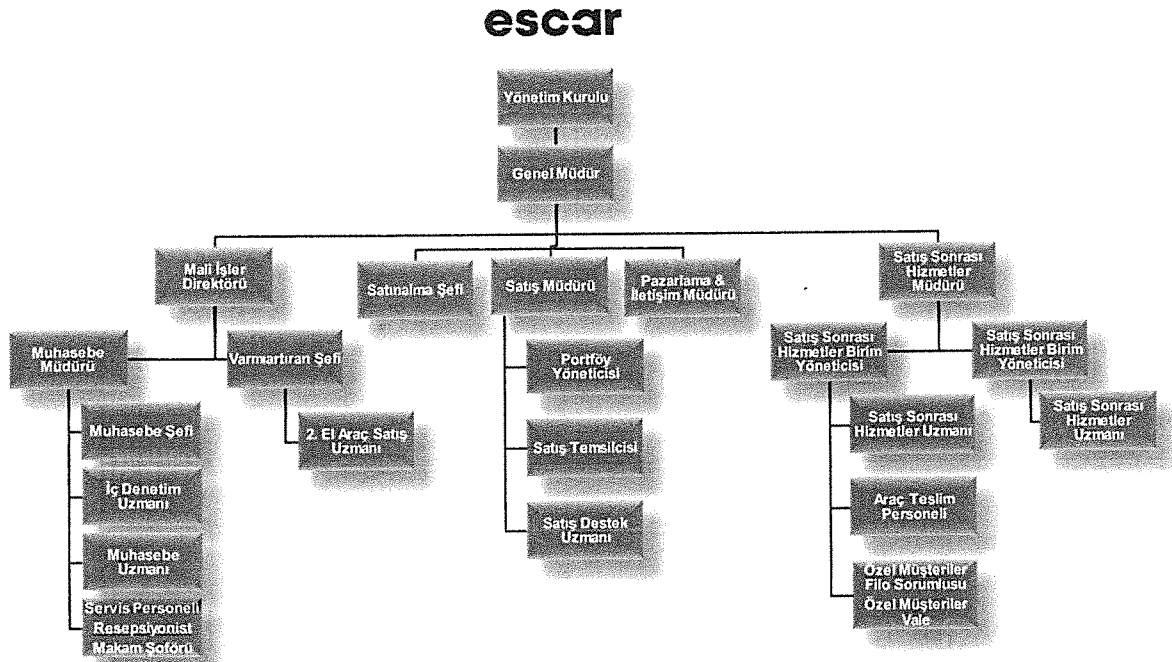 escar
Yönetim Kurulu
Genel Müdür
Mali İşler
Direktörü
Satınalma Şefi
Satış Müdürü
Pazarlama &
İletişim Müdürü
Satış Sonrası
Hizmetler
Müdürü
Muhasebe
Müdürü
Varmıartıran Şefi
Portföy
Yöneticisi
Satış Sonrası
Hizmetler Birim
Yöneticisi
Satış Sonrası
Hizmetler Birim
Yöneticisi
Muhasebe Şefi
2. El Araç Satış
Uzmanı
Satış Temsilcisi
Satış Sonrası
Hizmetler Uzmanı
Satış Sonrası
Hizmetler
Uzmanı
İç Denetim
Uzmanı
Satış Destek
Uzmanı
Araç Teslim
Personeli
Muhasebe
Uzmanı
Servis Personeli
Resepsiyonist
Makam Şoförü
Özel Müşteriler
Filo Sorumlusu
Özel Müşteriler
Vale